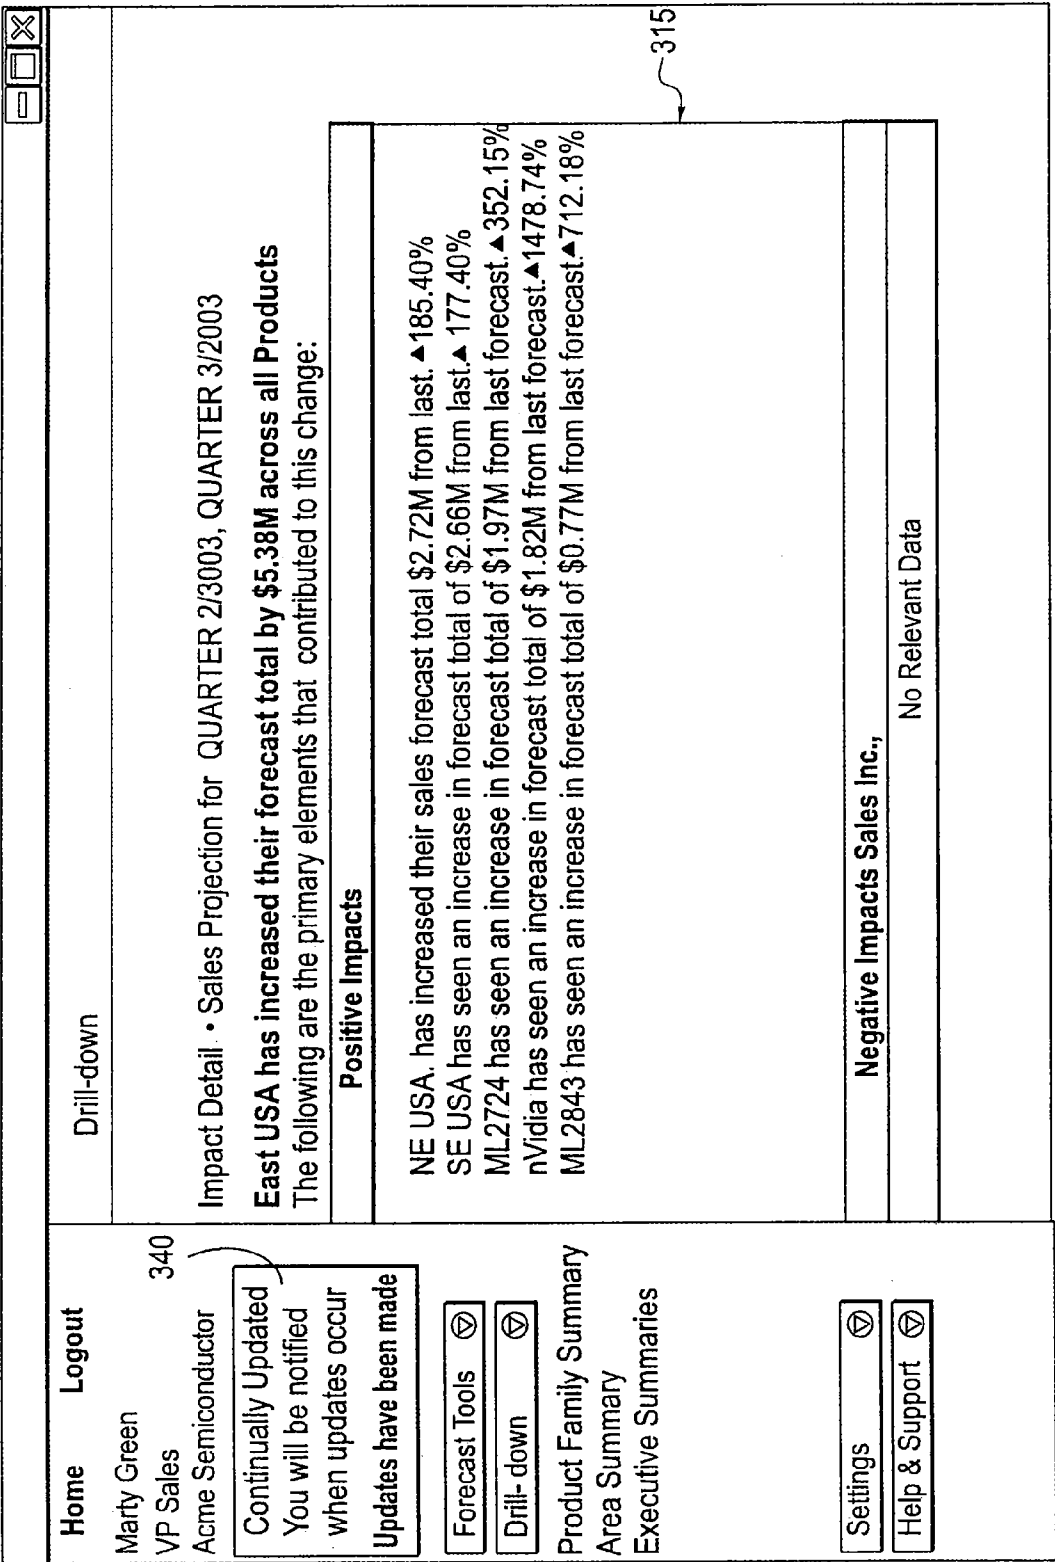 Home Logout
Marty Green
VP Sales
Acme Semiconductor
340
Continually Updated
You will be notified
when updates occur
Updates have been made
Forecast Tools
Drill- down
Product Family Summary
Area Summary
Executive Summaries
Settings
Help & Support
Drill-down
Impact Detail • Sales Projection for QUARTER 2/3003, QUARTER 3/2003
East USA has increased their forecast total by $5.38M across all Products
The following are the primary elements that contributed to this change:
Positive Impacts
NE USA. has increased their sales forecast total $2.72M from last. ▲185.40%
SE USA has seen an increase in forecast total of $2.66M from last.▲ 177.40%
ML2724 has seen an increase in forecast total of $1.97M from last forecast.▲352.15%
nVidia has seen an increase in forecast total of $1.82M from last forecast.▲1478.74%
ML2843 has seen an increase in forecast total of $0.77M from last forecast.▲712.18%
315
Negative Impacts Sales Inc.,
No Relevant Data